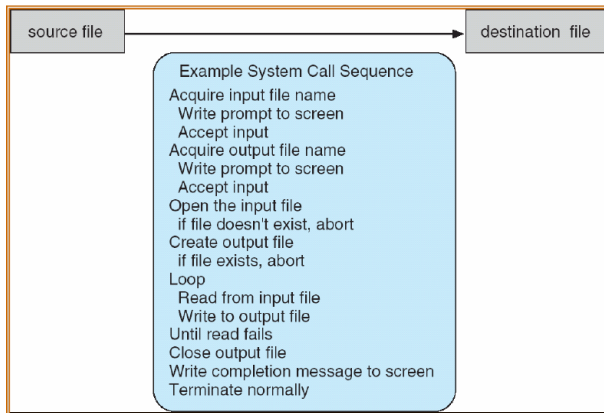 source file
destination file
Example System Call Sequence
Acquire input file name
Write prompt to screen
Accept input
Acquire output file name
Write prompt to screen
Accept input
Open the input file
if file doesn't exist, abort
Create output file
if file exists, abort
Loop
Read from input file
Write to output file
Until read fails
Close output file
Write completion message to screen
Terminate normally